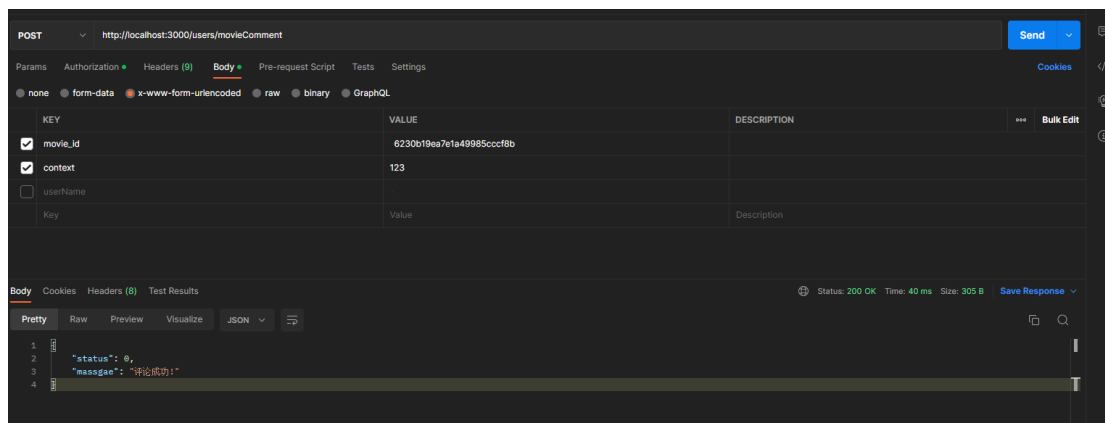 POST http://localhost:3000/users/movieComment Send
Params Authorization Headers (9) Body Pre-request Script Tests Settings Cookies
none form-data x-www-form-urlencoded raw binary GraphQL
KEY VALUE DESCRIPTION ooo Bulk Edit
movie_id 6230b19ea7e1a49985cccf8b
context 123
userName
Key Value Description
Body Cookies Headers (8) Test Results Status: 200 OK Time: 40 ms Size: 305 B Save Response
Pretty Raw Preview Visualize JSON
1 {
2 "status": 0,
3 "massgae": "评论成功!"
4 }